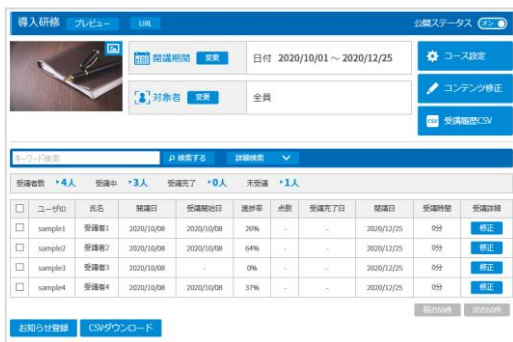 導入研修 プレビュー URL 公開ステータス オン
開講期間 変更 日付 2020/10/01～2020/12/25
対象者 変更 全員
コース設定
コンテンツ修正
CSV 受講履歴CSV
キーワード検索 検索する 詳細検索
受講者数 4人 受講中 3人 受講完了 0人 未受講 1人
ユーザID 氏名 開講日 受講開始日 進捗率 点数 受講完了日 閉講日 受講時間 受講詳細
sample1 受講者1 2020/10/08 2020/10/08 26% - - 2020/12/25 0分 修正
sample2 受講者2 2020/10/08 2020/10/08 64% - - 2020/12/25 0分 修正
sample3 受講者3 2020/10/08 - 0% - - 2020/12/25 0分 修正
sample4 受講者4 2020/10/08 2020/10/08 37% - - 2020/12/25 0分 修正
前の50件 次の50件
お知らせ登録 CSVダウンロード